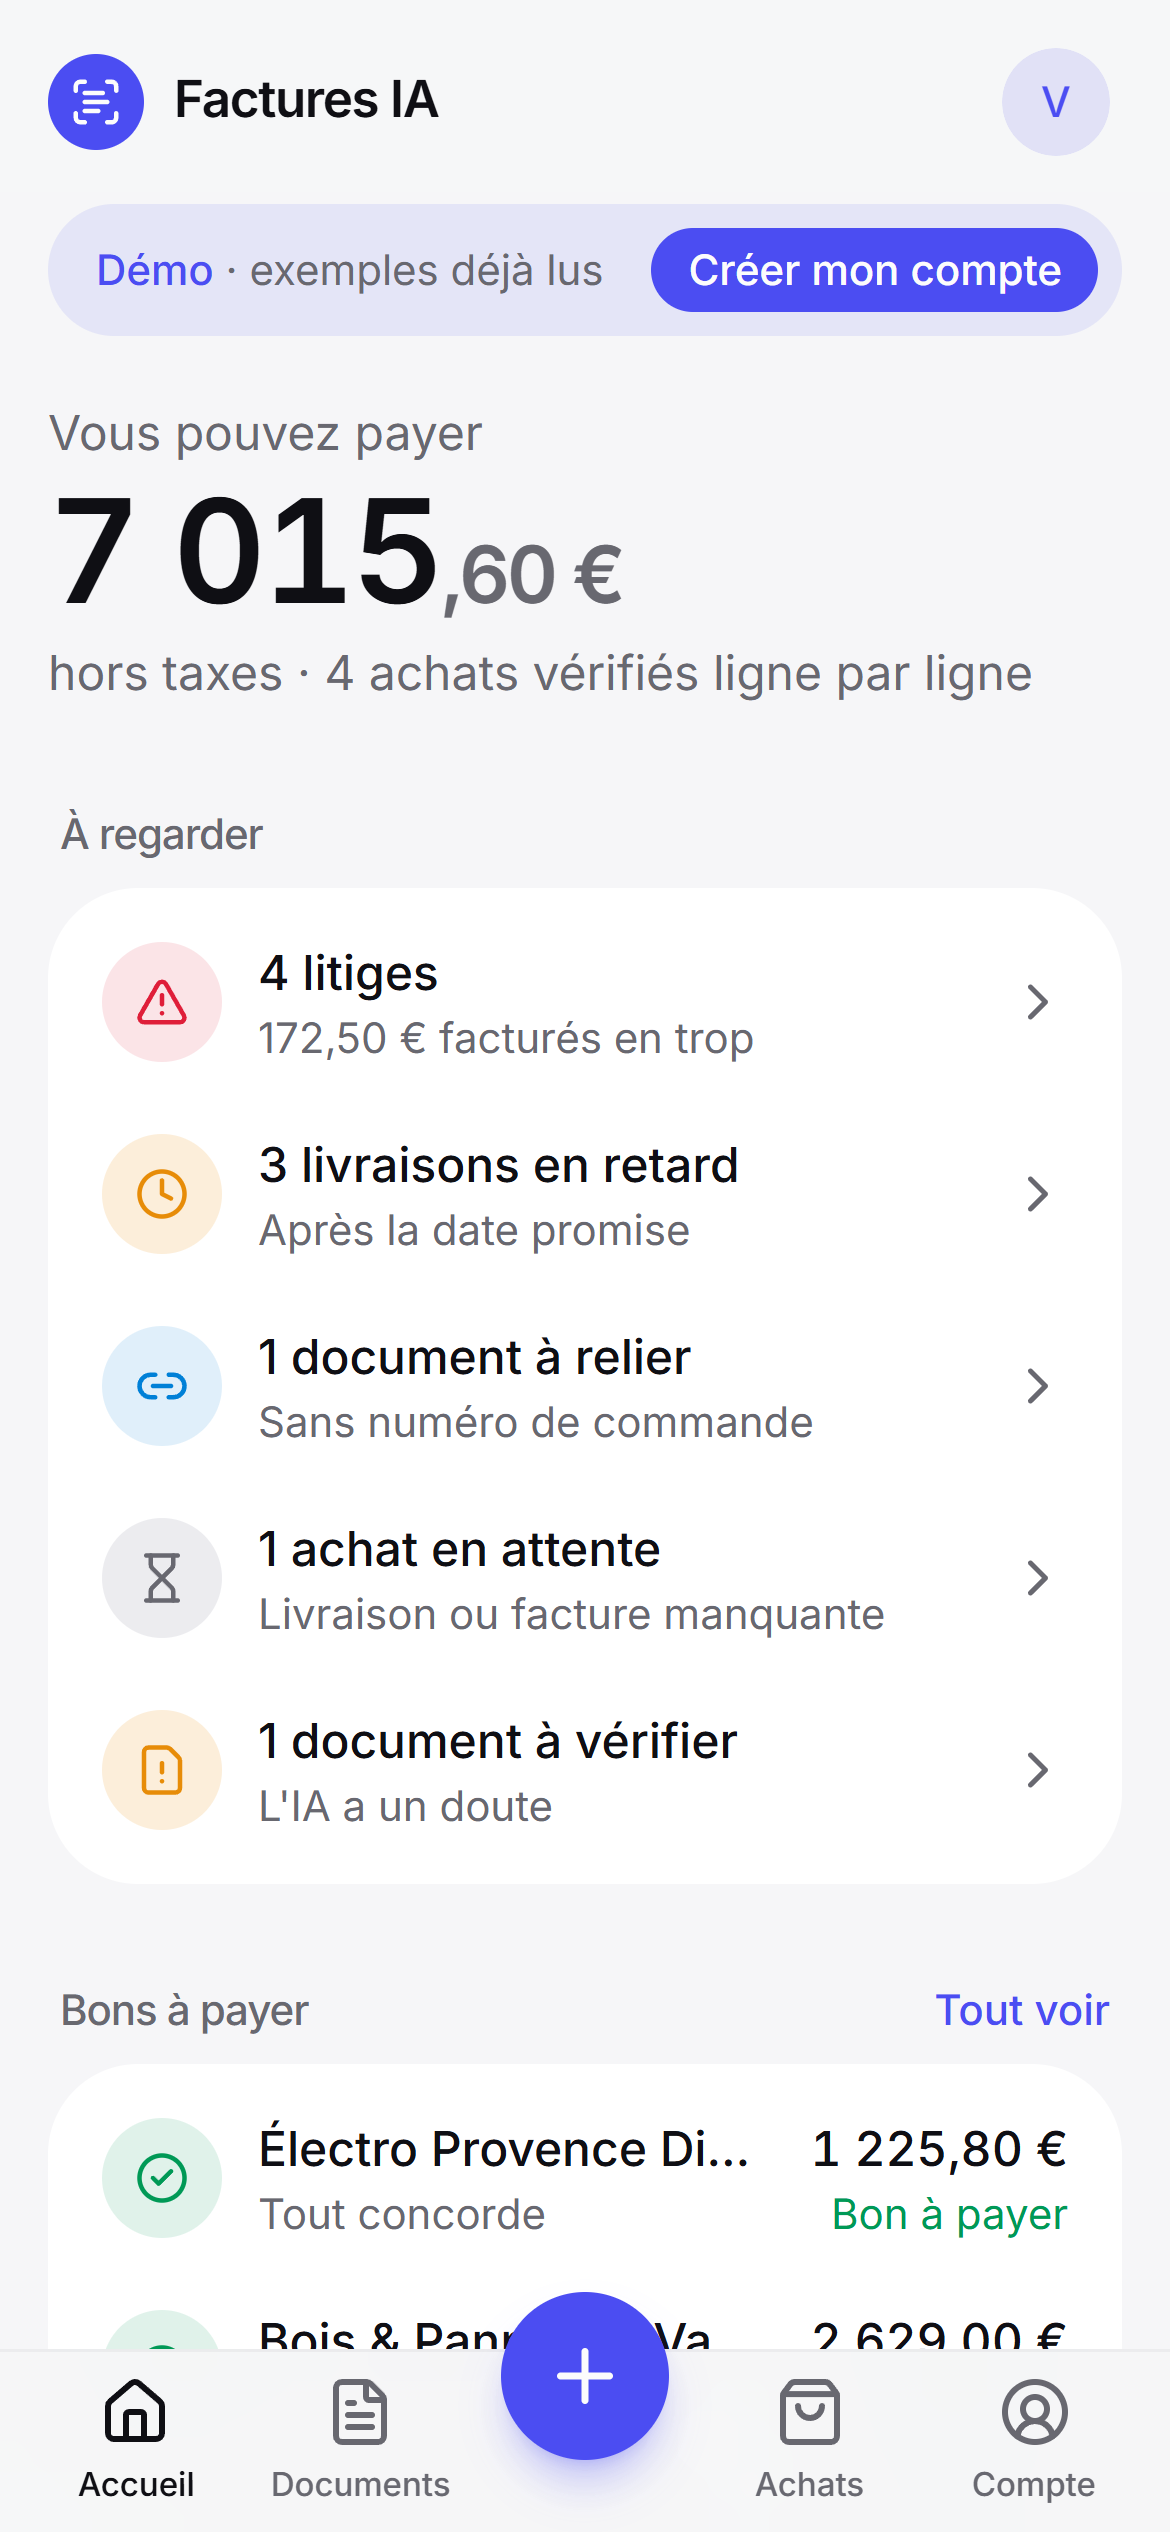 Factures IA
V
Démo · exemples déjà lus
Créer mon compte
Vous pouvez payer
7 015,60 €
hors taxes · 4 achats vérifiés ligne par ligne
À regarder
4 litiges
172,50 € facturés en trop
3 livraisons en retard
Après la date promise
1 document à relier
Sans numéro de commande
1 achat en attente
Livraison ou facture manquante
1 document à vérifier
L'IA a un doute
Bons à payer
Tout voir
Électro Provence Di...
1 225,80 €
Tout concorde
Bon à payer
Bois & Va
2 629,00 €
Accueil
Documents
Achats
Compte